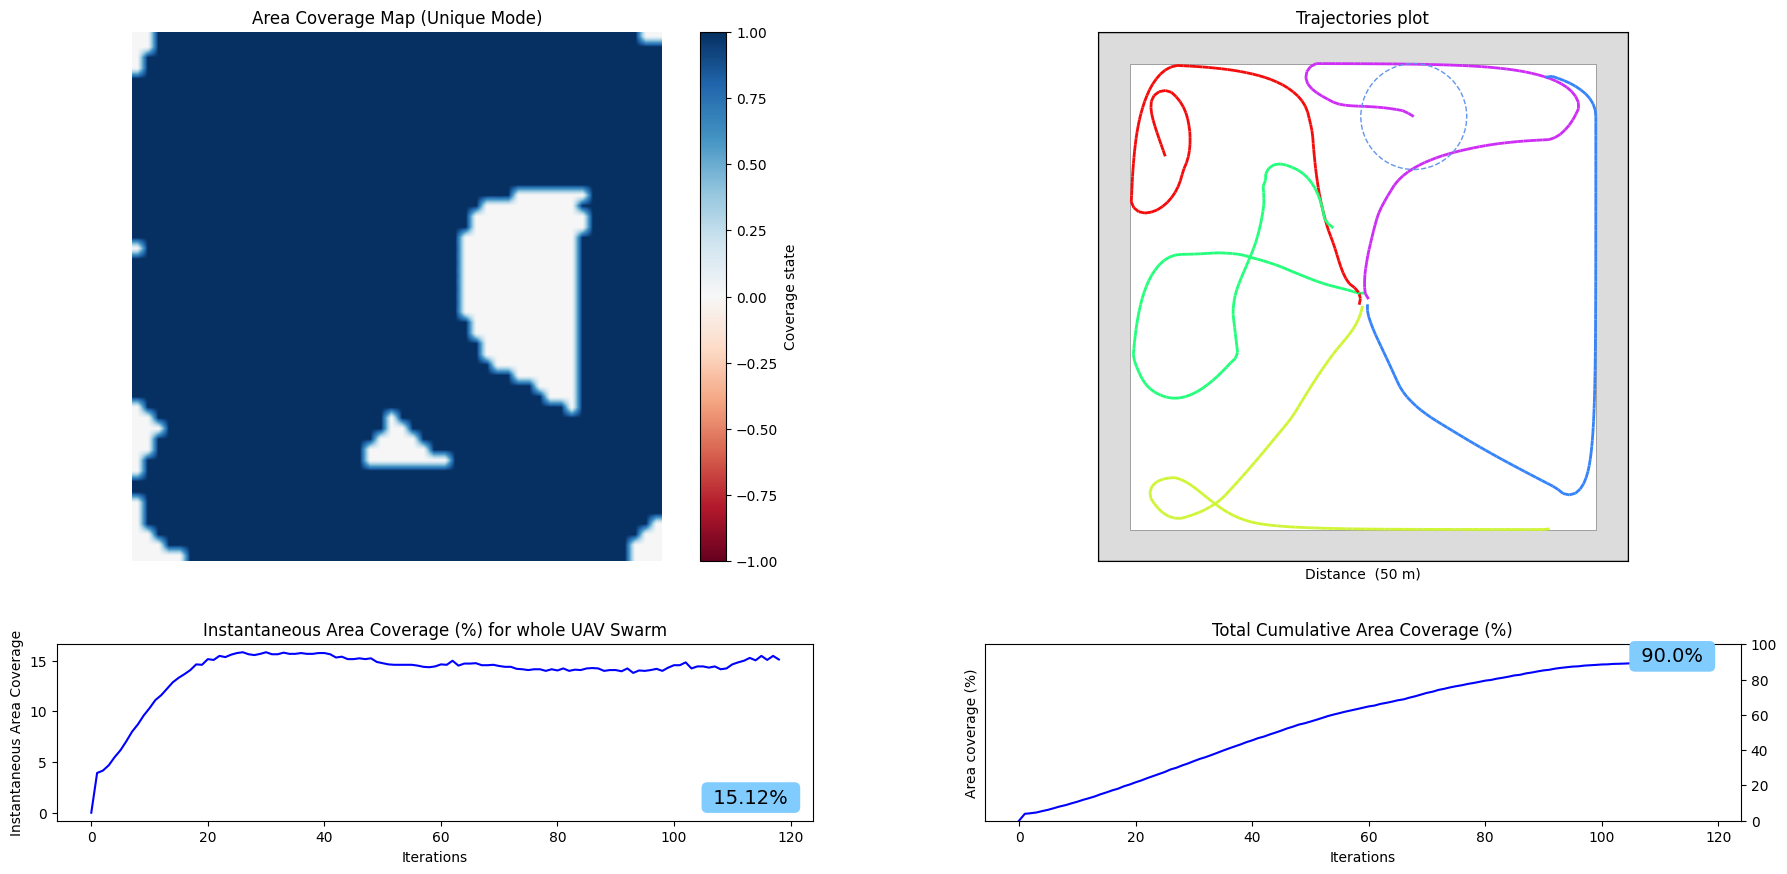 Area Coverage Map (Unique Mode)
1.00
0.75
0.50
0.25
0.00
−0.25
−0.50
−0.75
−1.00
Coverage state
Trajectories plot
Distance  (50 m)
Instantaneous Area Coverage (%) for whole UAV Swarm
Instantaneous Area Coverage
15
10
5
0
15.12%
0 20 40 60 80 100 120
Iterations
Total Cumulative Area Coverage (%)
Area coverage (%)
90.0%
100
80
60
40
20
0
0 20 40 60 80 100 120
Iterations